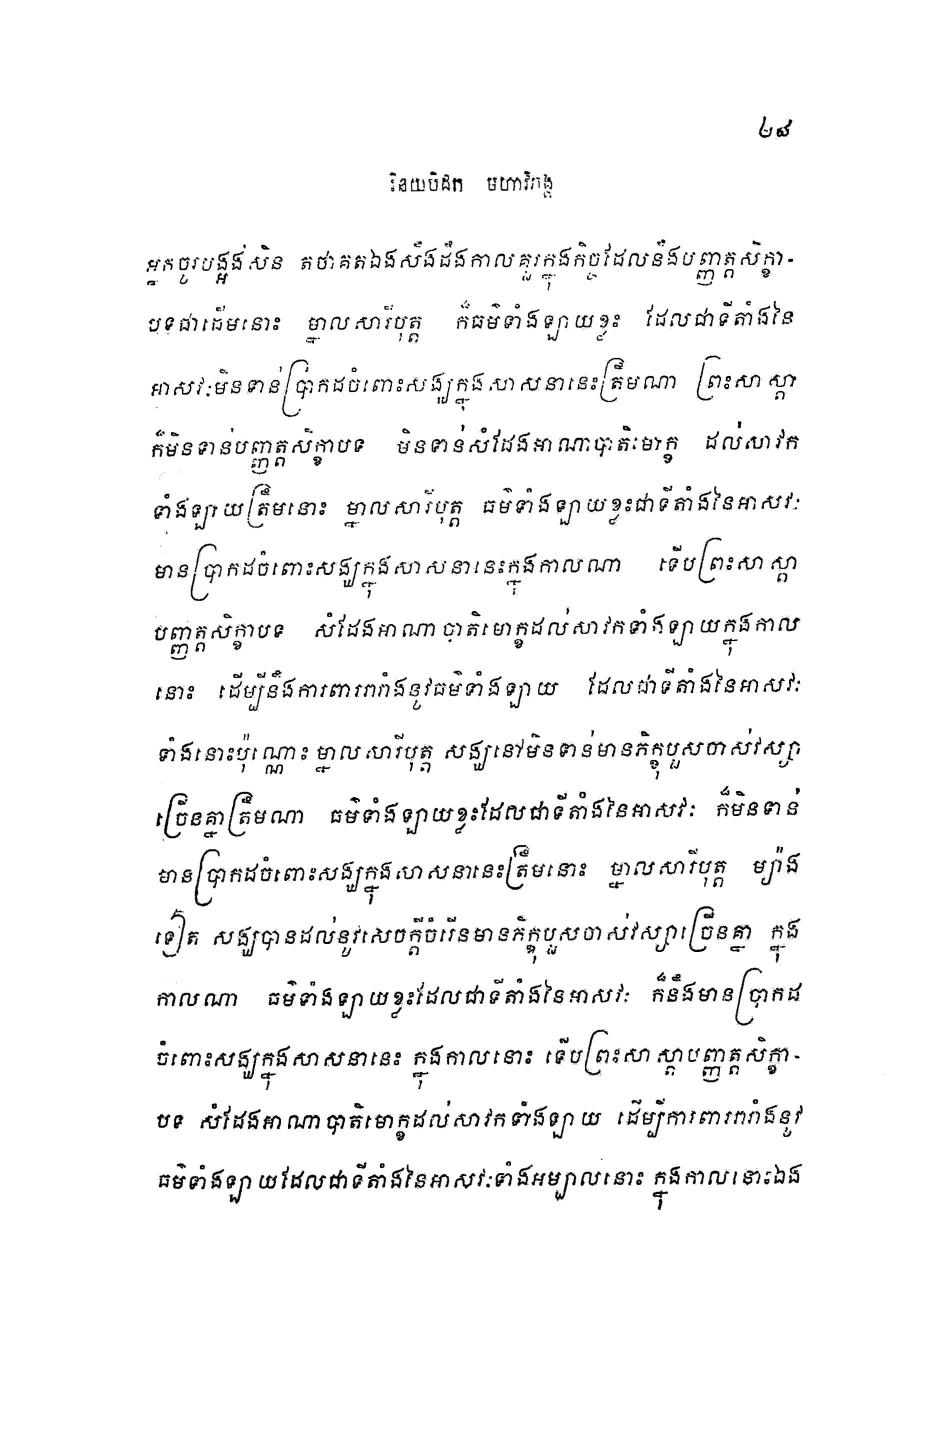 ២៨
វិនយបិដក មហាវិភង្គ
អ្នកចូរបង្អង់សិន តថាគតឯងសឹងដឹងកាលគួរក្នុងកិច្ចដែលនឹងបញ្ញត្តសិក្ខា-
បទជាដើមនោះ ម្នាលសារីបុត្ត ក៏ធម៌ទាំងឡាយខ្លះ ដែលជាទីតាំងនៃ
អាសវៈមិនទាន់ប្រាកដចំពោះសង្ឃក្នុងសាសនានេះត្រឹមណា ព្រះសាស្តា
ក៏មិនទាន់បញ្ញត្តសិក្ខាបទ មិនទាន់សំដែងអាណាបាតិមោក្ខ ដល់សាវក
ទាំងឡាយត្រឹមនោះ ម្នាលសារីបុត្ត ធម៌ទាំងឡាយខ្លះជាទីតាំងនៃអាសវៈ
មានប្រាកដចំពោះសង្ឃក្នុងសាសនានេះក្នុងកាលណា ទើបព្រះសាស្តា
បញ្ញត្តសិក្ខាបទ សំដែងអាណាបាតិមោក្ខដល់សាវកទាំងឡាយក្នុងកាល
នោះ ដើម្បីនឹងការពាររារាំងនូវធម៌ទាំងឡាយ ដែលជាទីតាំងនៃអាសវៈ
ទាំងនោះប៉ុណ្ណោះ ម្នាលសារីបុត្ត សង្ឃនៅមិនទាន់មានភិក្ខុបួសចាស់វស្សា
ច្រើនគ្នាត្រឹមណា ធម៌ទាំងឡាយខ្លះដែលជាទីតាំងនៃអាសវៈ ក៏មិនទាន់
មានប្រាកដចំពោះសង្ឃក្នុងសាសនានេះត្រឹមនោះ ម្នាលសារីបុត្ត ម្យ៉ាង
ទៀត សង្ឃបានដល់នូវសេចក្តីចំរើនមានភិក្ខុបួសចាស់វស្សាច្រើនគ្នា ក្នុង
កាលណា ធម៌ទាំងឡាយខ្លះដែលជាទីតាំងនៃអាសវៈ ក៏នឹងមានប្រាកដ
ចំពោះសង្ឃក្នុងសាសនានេះ ក្នុងកាលនោះ ទើបព្រះសាស្តាបញ្ញត្តសិក្ខា-
បទ សំដែងអាណាបាតិមោក្ខដល់សាវកទាំងឡាយ ដើម្បីការពាររារាំងនូវ
ធម៌ទាំងឡាយដែលជាទីតាំងនៃអាសវៈទាំងអម្បាលនោះ ក្នុងកាលនោះឯង